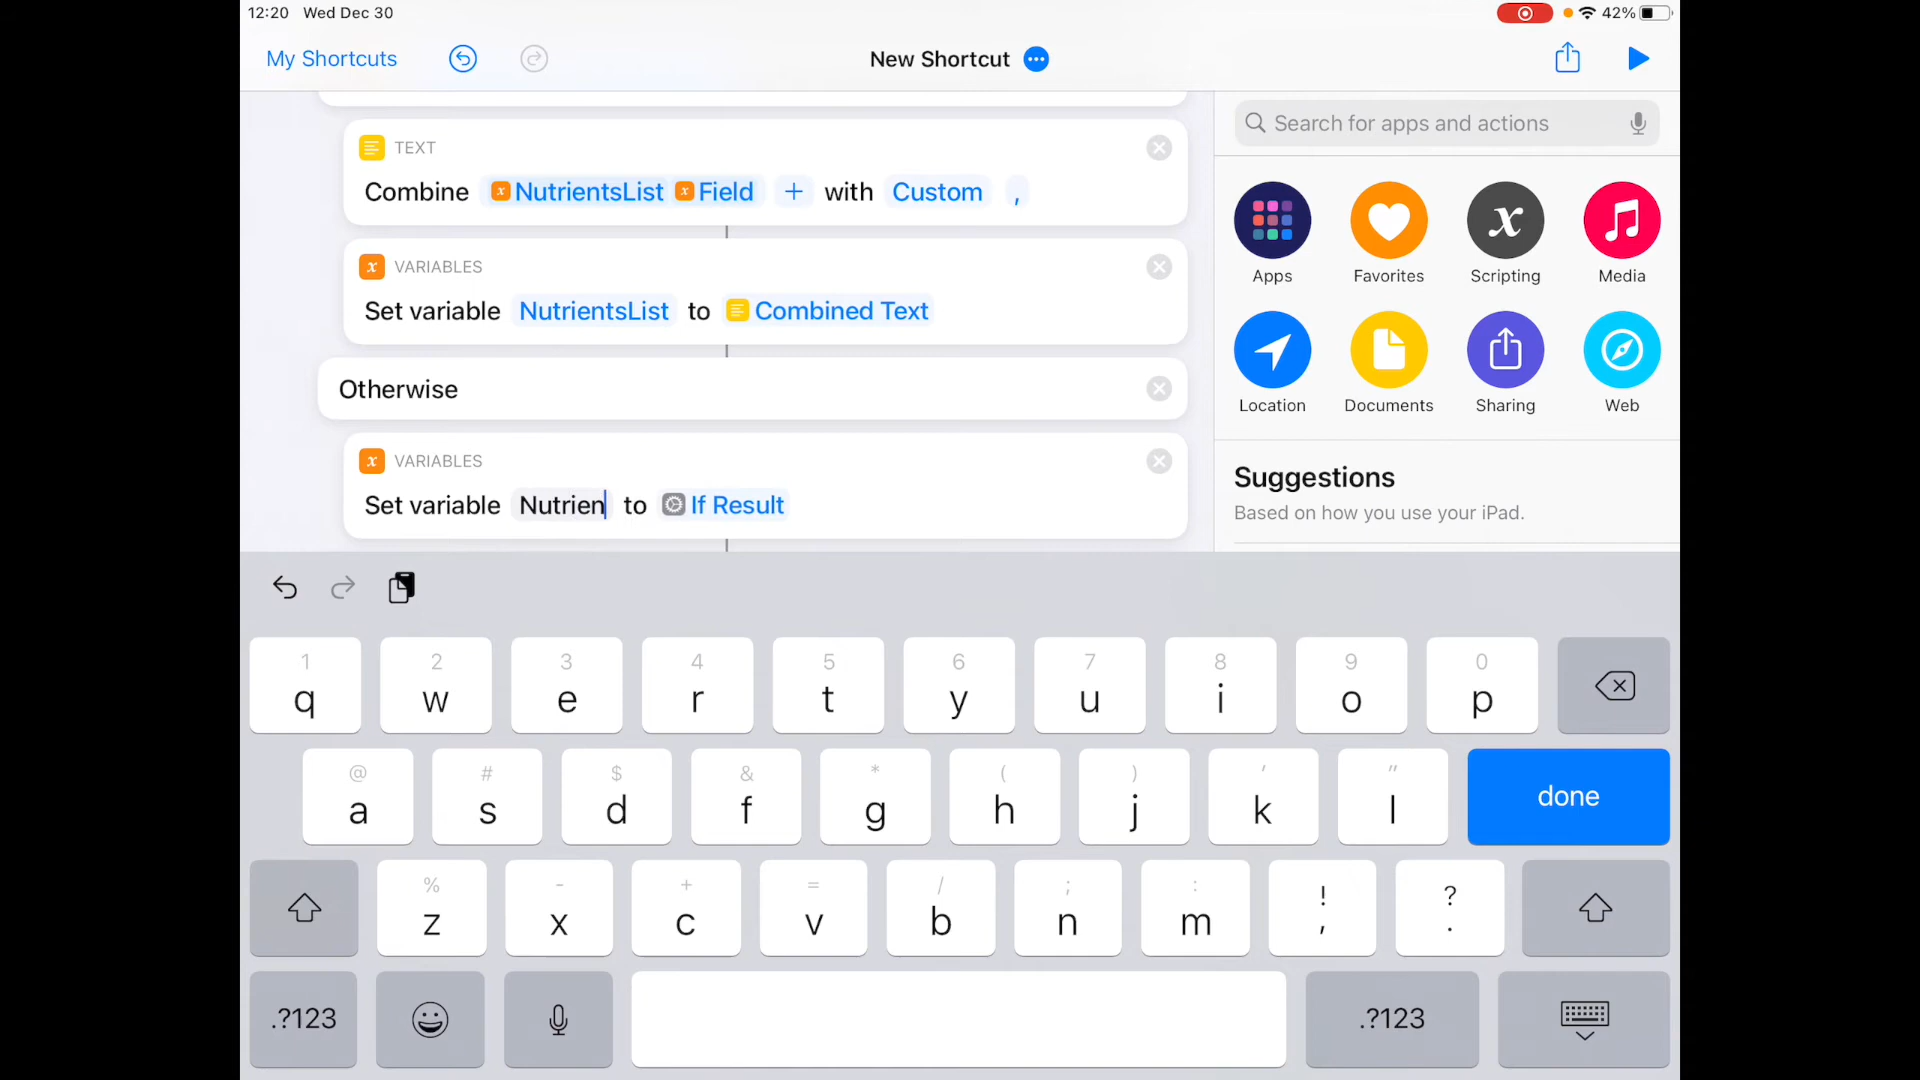 12:20 Wed Dec 30
42%
My Shortcuts
New Shortcut
TEXT
Combine NutrientsList Field + with Custom ,
VARIABLES
Set variable NutrientsList to Combined Text
Otherwise
VARIABLES
Set variable Nutrien to If Result
Search for apps and actions
Apps Favorites Scripting Media
Location Documents Sharing Web
Suggestions
Based on how you use your iPad.
1 2 3 4 5 6 7 8 9 0
q w e r t y u i o p
@ # $ & * ( ) ' "
a s d f g h j k l done
% - + = / ; : ! ?
z x c v b n m , .
.?123 .?123